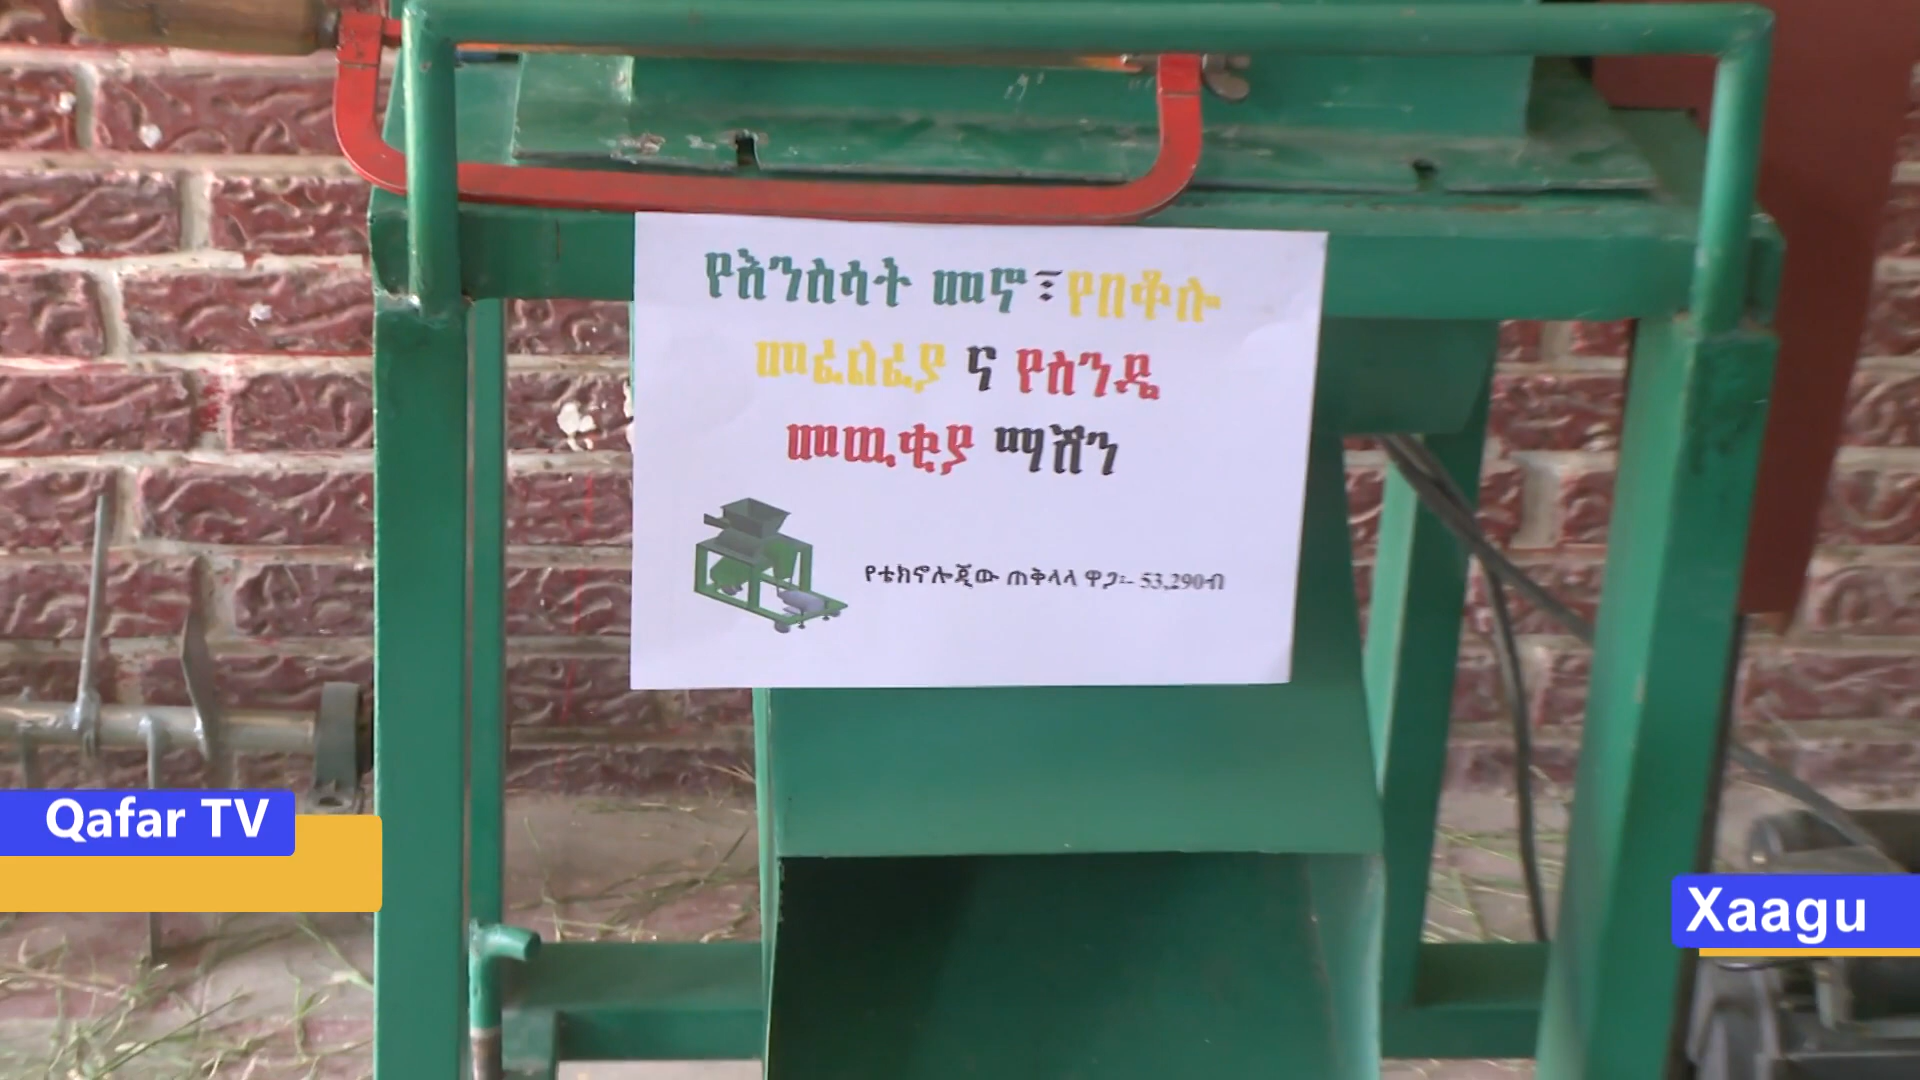 የእንስሳት መኖ፣የበቆሎ
መፈልፈያ ና የስንዴ
መዉቂያ ማሽን
የቴክኖሎጂው ጠቅላላ ዋጋ፡- 53,290ብ
Qafar TV
Xaagu